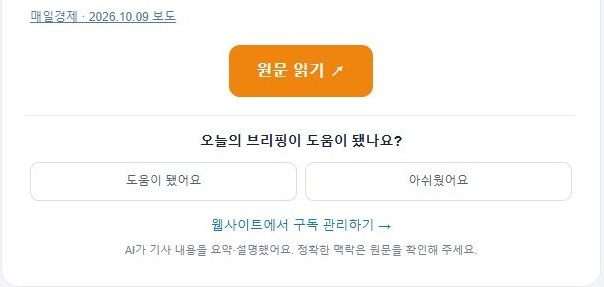 매일경제 · 2026.10.09 보도
원문 읽기 ↗
오늘의 브리핑이 도움이 됐나요?
도움이 됐어요
아쉬웠어요
웹사이트에서 구독 관리하기 →
AI가 기사 내용을 요약·설명했어요. 정확한 맥락은 원문을 확인해 주세요.